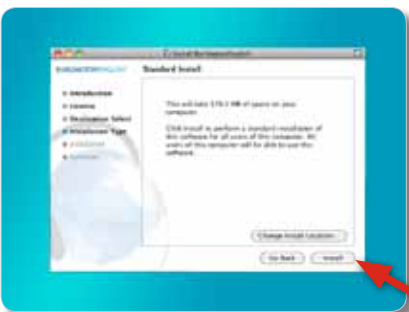 Standard Install
Introduction
License
Destination Select
Installation Type
This will take 178.1 MB of space on your
computer.
Click Install to perform a standard installation of
this software for all users of this computer. All
users of this computer will be able to use this
software.
Change Install Location...
Go Back
Install